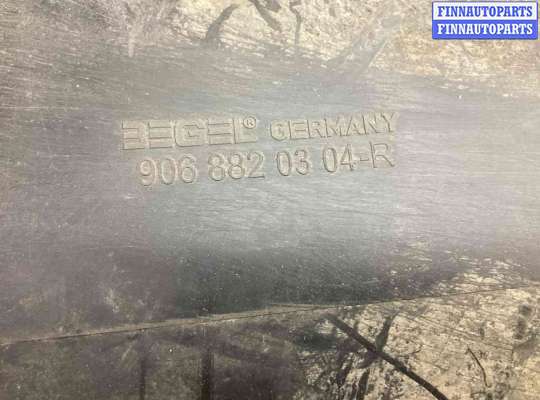 FINNAUTOPARTS
FINNAUTOPARTS
BEGEL® GERMANY
906 882 03 04-R